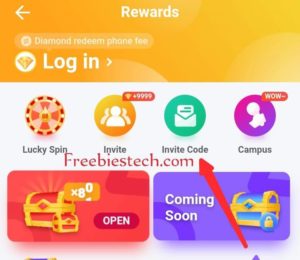 Rewards
Diamond redeem phone fee
Log in >
+9999
WOW~
Lucky Spin
Invite
Invite Code
Campus
Freebiestech.com
OPEN
Coming
Soon